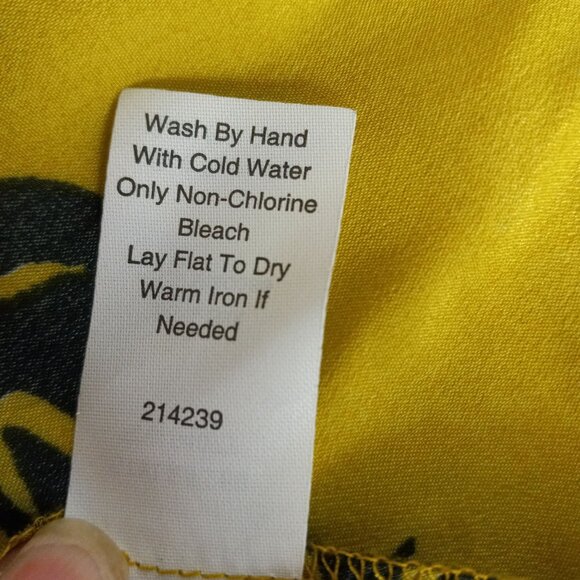 Wash By Hand
With Cold Water
Only Non-Chlorine
Bleach
Lay Flat To Dry
Warm Iron If
Needed
214239